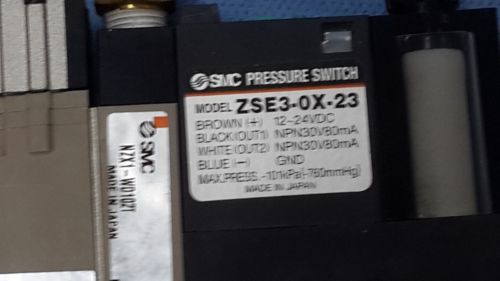 SMC PRESSURE SWITCH
MODEL ZSE3-0X-23
BROWN (+) 12-24VDC
BLACK(OUT1) NPN30V80mA
WHITE(OUT2) NPN30V80mA
BLUE (-) GND
MAX.PRESS.-101kPa(-760mmHg)
MADE IN JAPAN
SMC
MADE IN JAPAN